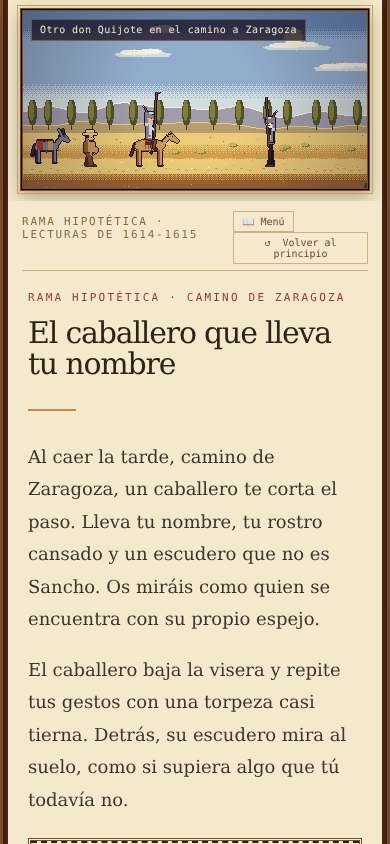 Otro don Quijote en el camino a Zaragoza
RAMA HIPOTÉTICA ·
LECTURAS DE 1614-1615
📖 Menú
↺ Volver al
principio
RAMA HIPOTÉTICA · CAMINO DE ZARAGOZA
El caballero que lleva
tu nombre
Al caer la tarde, camino de
Zaragoza, un caballero te corta el
paso. Lleva tu nombre, tu rostro
cansado y un escudero que no es
Sancho. Os miráis como quien se
encuentra con su propio espejo.
El caballero baja la visera y repite
tus gestos con una torpeza casi
tierna. Detrás, su escudero mira al
suelo, como si supiera algo que tú
todavía no.